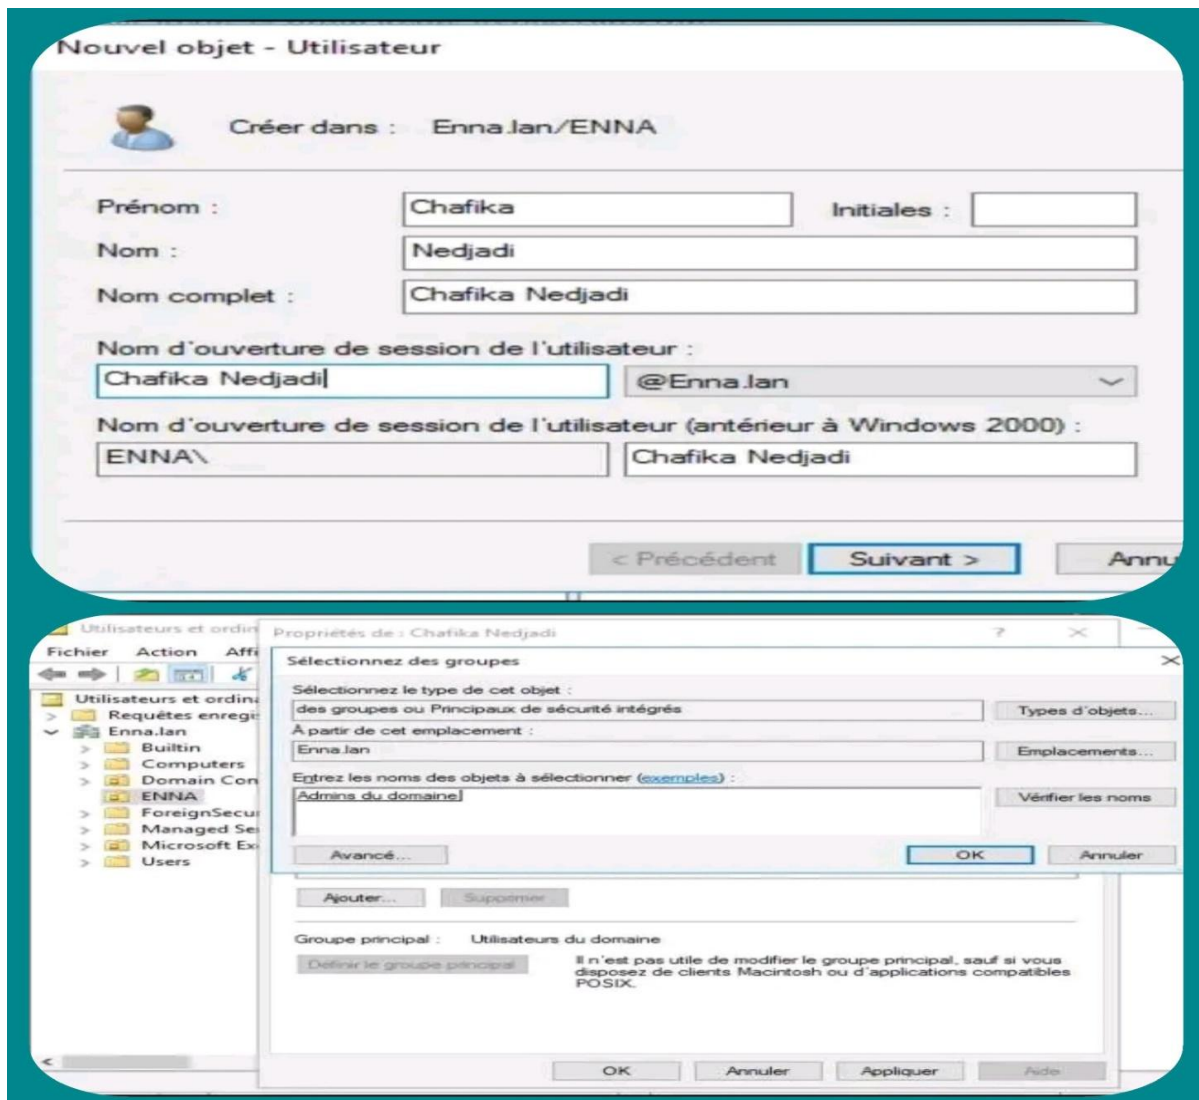 Nouvel objet - Utilisateur
Créer dans : Enna.lan/ENNA
Prénom : Chafika Initiales :
Nom : Nedjadi
Nom complet : Chafika Nedjadi
Nom d'ouverture de session de l'utilisateur :
Chafika Nedjadi @Enna.lan
Nom d'ouverture de session de l'utilisateur (antérieur à Windows 2000) :
ENNA\ Chafika Nedjadi
< Précédent Suivant > Annu
Utilisateurs et ordin
Fichier Action Affi
Utilisateurs et ordina
Requêtes enregi
Enna.lan
Builtin
Computers
Domain Con
ENNA
ForeignSecur
Managed Se
Microsoft Ex
Users
Propriétés de : Chafika Nedjadi ?
Sélectionnez des groupes
Sélectionnez le type de cet objet :
des groupes ou Principaux de sécurité intégrés Types d'objets...
À partir de cet emplacement :
Enna.lan Emplacements...
Entrez les noms des objets à sélectionner (exemples) :
Admins du domaine Vérifier les noms
Avancé... OK Annuler
Ajouter... Supprimer
Groupe principal : Utilisateurs du domaine
Définir le groupe principal
Il n'est pas utile de modifier le groupe principal, sauf si vous
disposez de clients Macintosh ou d'applications compatibles
POSIX.
OK Annuler Appliquer Aide